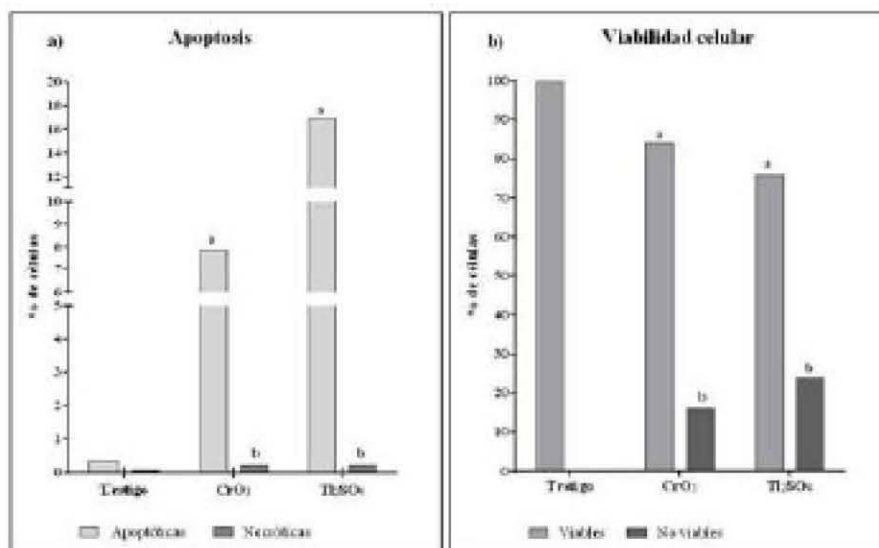 a) Apoptosis
20
18
16
14
12
10
9
8
7
6
5
4
3
2
1
0
% de células
a
a
b
b
Testigo CrO₃ Tl₂SO₄
Apoptóticas Necróticas
b) Viabilidad celular
100
90
80
70
60
50
40
30
20
10
0
% de células
a
a
b
b
Testigo CrO₃ Tl₂SO₄
Viables No viables